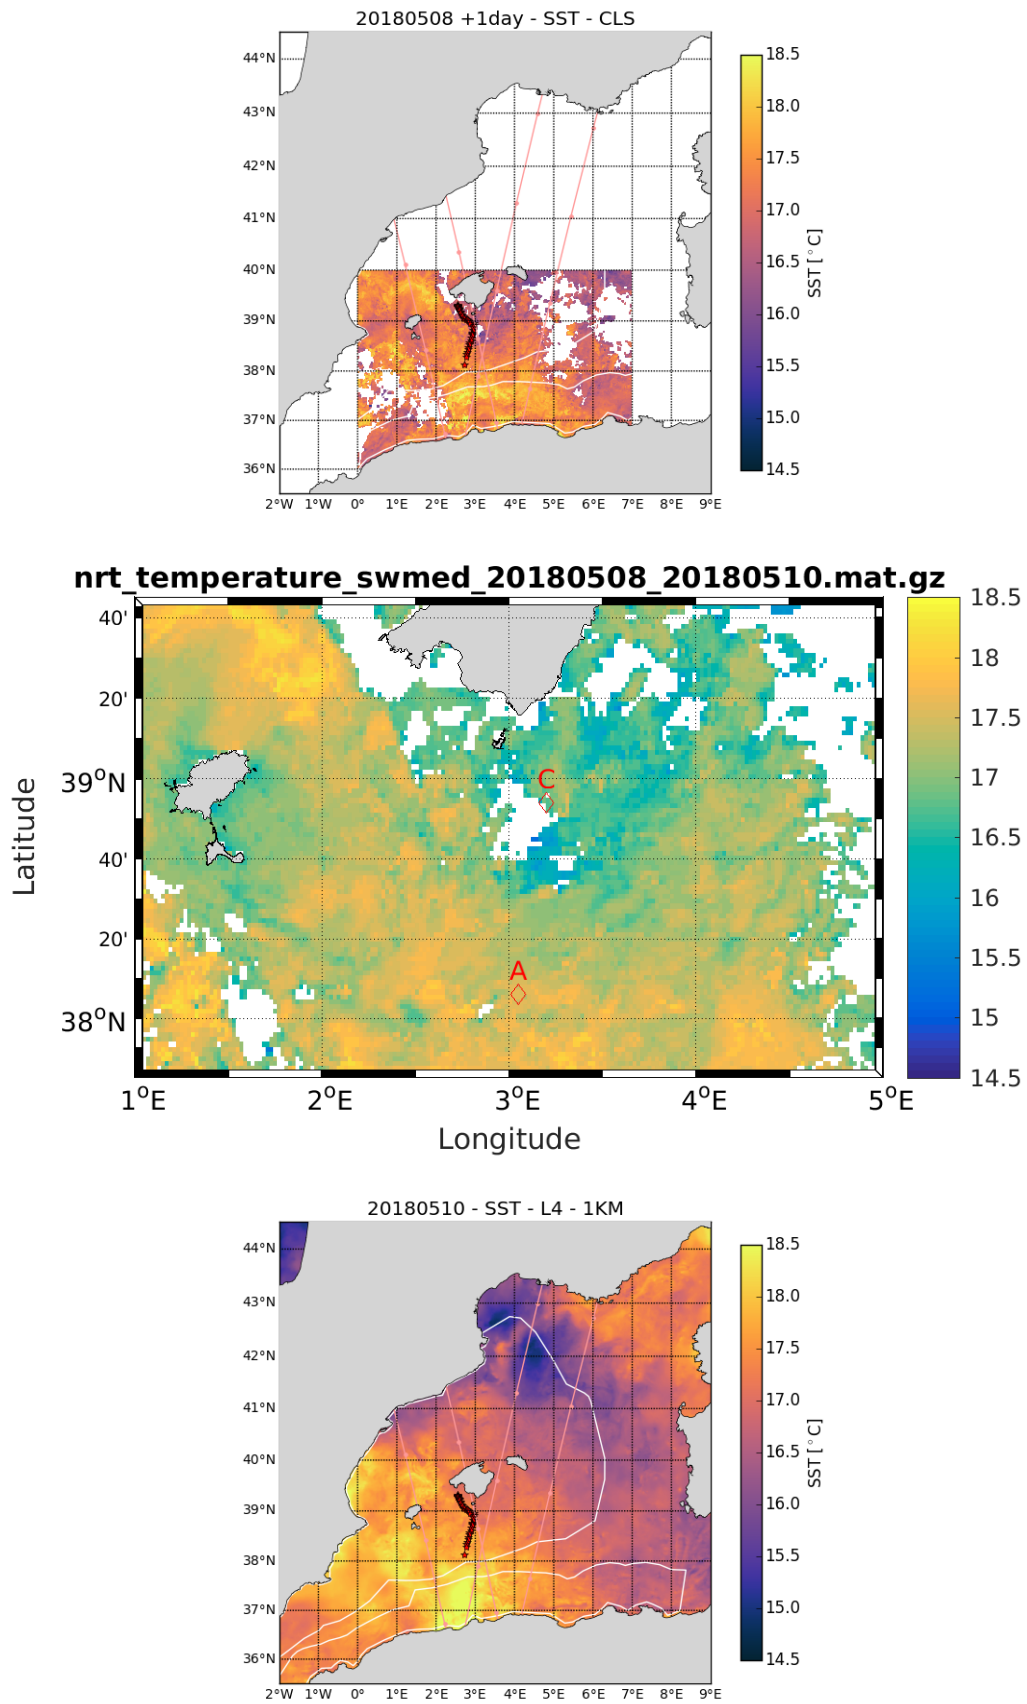 20180508 +1day - SST - CLS
44°N
43°N
42°N
41°N
40°N
39°N
38°N
37°N
36°N
2°W 1°W 0° 1°E 2°E 3°E 4°E 5°E 6°E 7°E 8°E 9°E
18.5
18.0
17.5
17.0
16.5
16.0
15.5
15.0
14.5
SST [°C]
nrt_temperature_swmed_20180508_20180510.mat.gz
40'
20'
39°N
40'
20'
38°N
Latitude
C
A
1°E 2°E 3°E 4°E 5°E
Longitude
18.5
18
17.5
17
16.5
16
15.5
15
14.5
20180510 - SST - L4 - 1KM
44°N
43°N
42°N
41°N
40°N
39°N
38°N
37°N
36°N
2°W 1°W 0° 1°E 2°E 3°E 4°E 5°E 6°E 7°E 8°E 9°E
18.5
18.0
17.5
17.0
16.5
16.0
15.5
15.0
14.5
SST [°C]